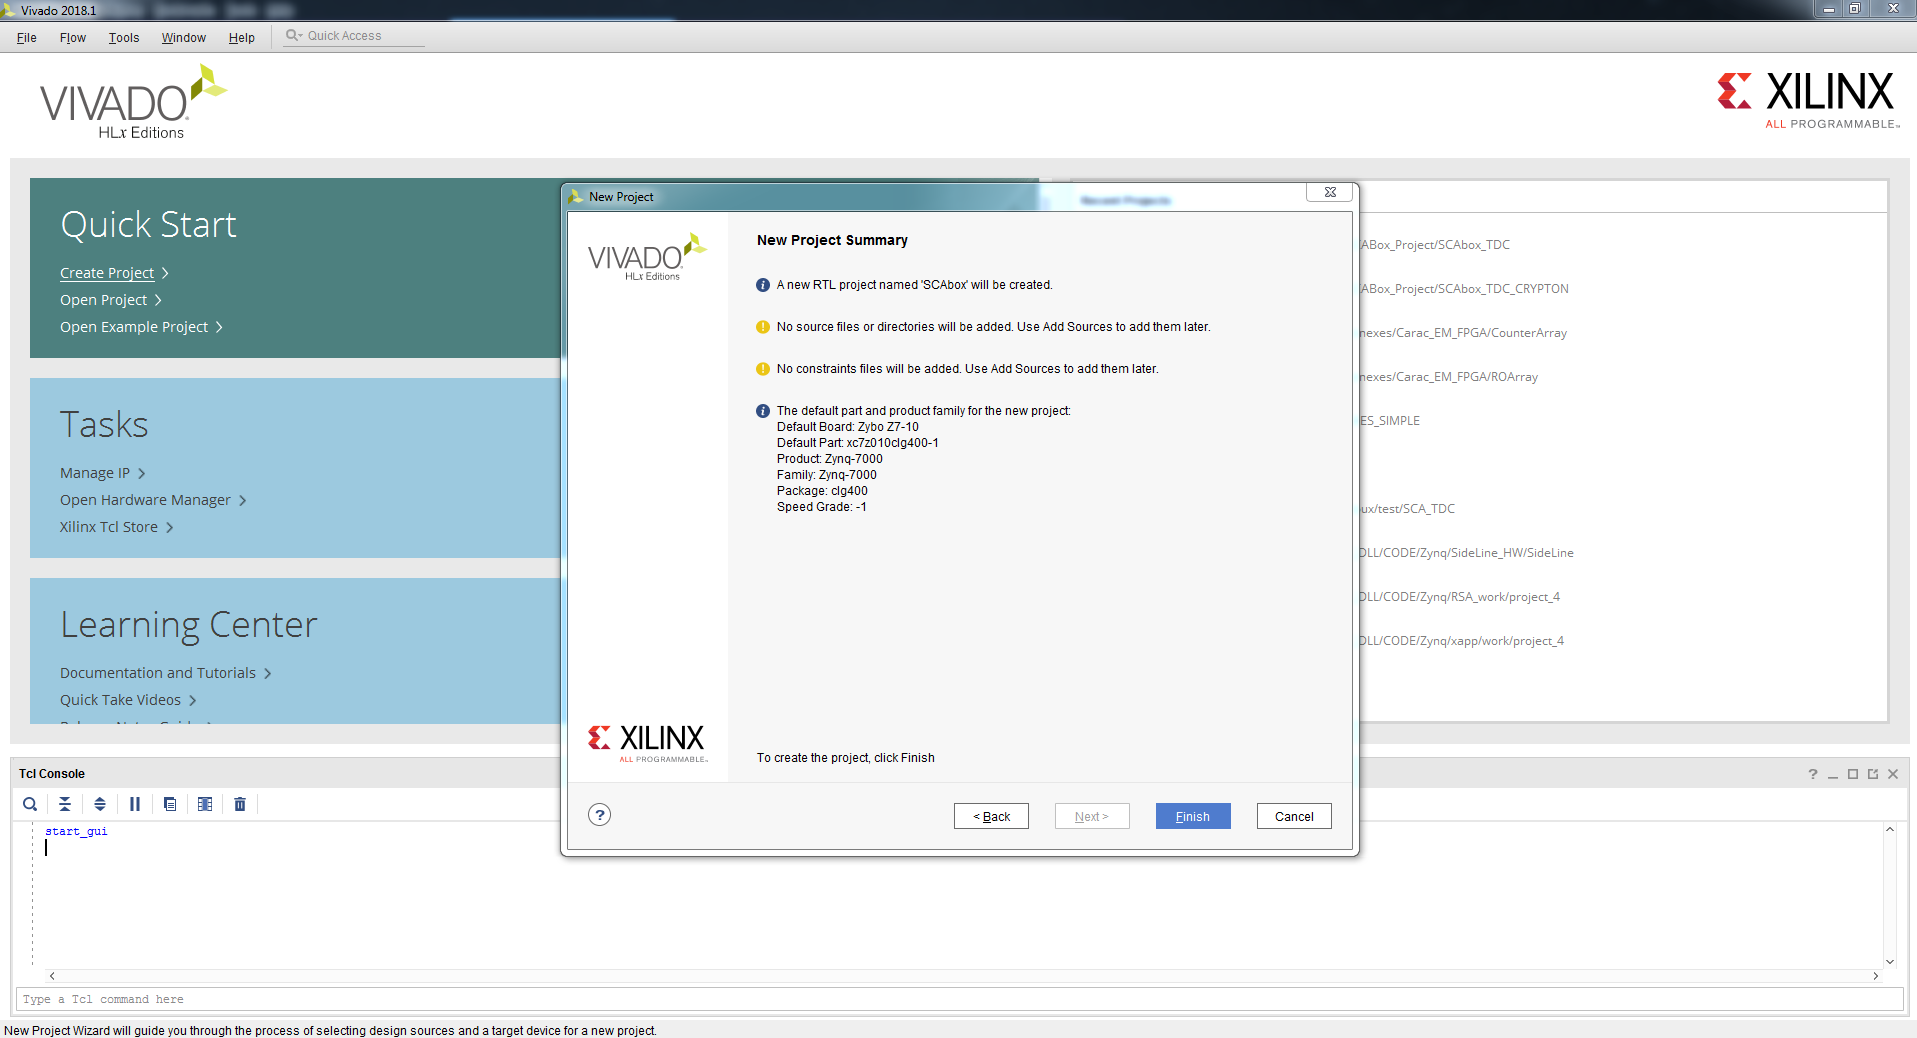 Vivado 2018.1
File Flow Tools Window Help Quick Access
VIVADO
HLx Editions
XILINX
ALL PROGRAMMABLE™
Quick Start
Create Project
Open Project
Open Example Project
Tasks
Manage IP
Open Hardware Manager
Xilinx Tcl Store
Learning Center
Documentation and Tutorials
Quick Take Videos
New Project
Recent Projects
VIVADO
HLx Editions
New Project Summary
A new RTL project named 'SCAbox' will be created.
No source files or directories will be added. Use Add Sources to add them later.
No constraints files will be added. Use Add Sources to add them later.
The default part and product family for the new project:
Default Board: Zybo Z7-10
Default Part: xc7z010clg400-1
Product: Zynq-7000
Family: Zynq-7000
Package: clg400
Speed Grade: -1
XILINX
ALL PROGRAMMABLE™
To create the project, click Finish
? < Back Next > Finish Cancel
ABox_Project/SCAbox_TDC
ABox_Project/SCAbox_TDC_CRYPTON
nexes/Carac_EM_FPGA/CounterArray
nexes/Carac_EM_FPGA/ROArray
ES_SIMPLE
ux/test/SCA_TDC
DLL/CODE/Zynq/SideLine_HW/SideLine
DLL/CODE/Zynq/RSA_work/project_4
DLL/CODE/Zynq/xapp/work/project_4
Tcl Console
start_gui
Type a Tcl command here
New Project Wizard will guide you through the process of selecting design sources and a target device for a new project.